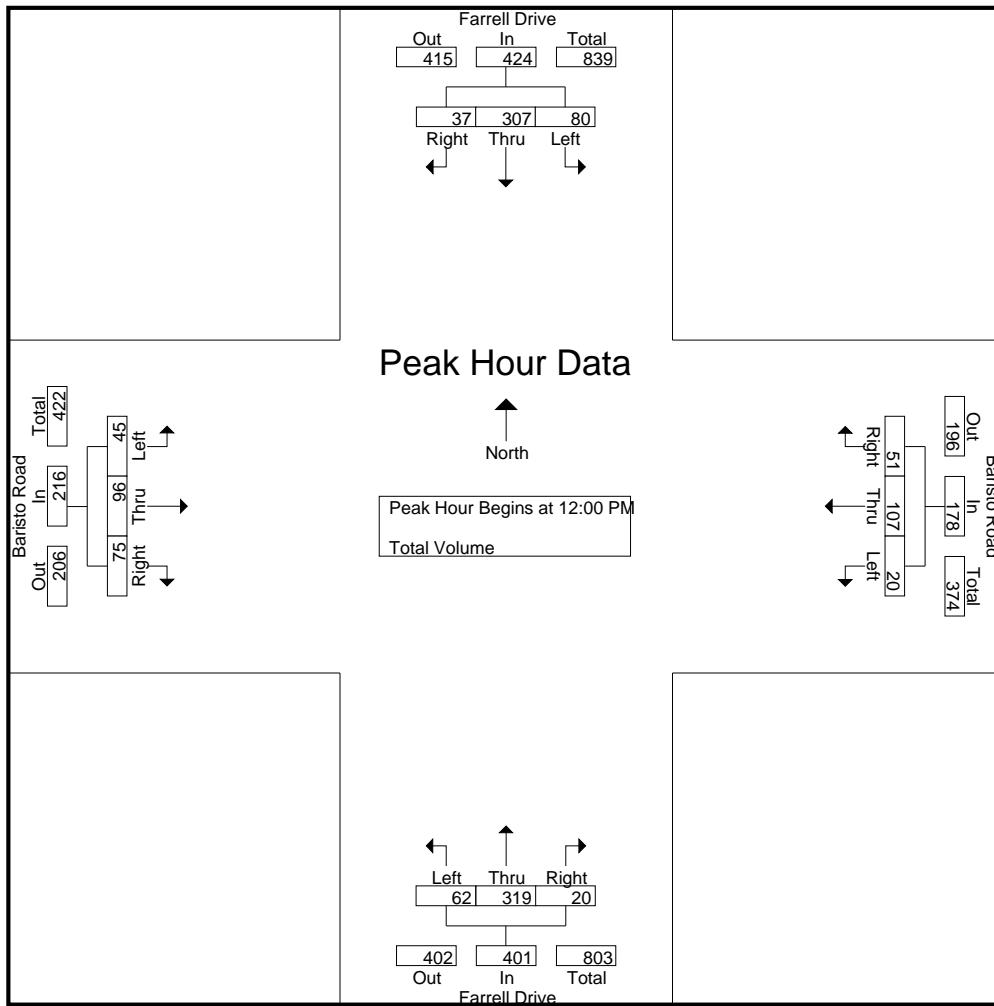 Farrell Drive
Out In Total
415 424 839
37 307 80
Right Thru Left
Peak Hour Data
North
Peak Hour Begins at 12:00 PM
Total Volume
Baristo Road
Out In Total
206 216 422
45 96 75
Left Thru Right
Baristo Road
Out In Total
196 178 374
51 107 20
Right Thru Left
Left Thru Right
62 319 20
402 401 803
Out In Total
Farrell Drive